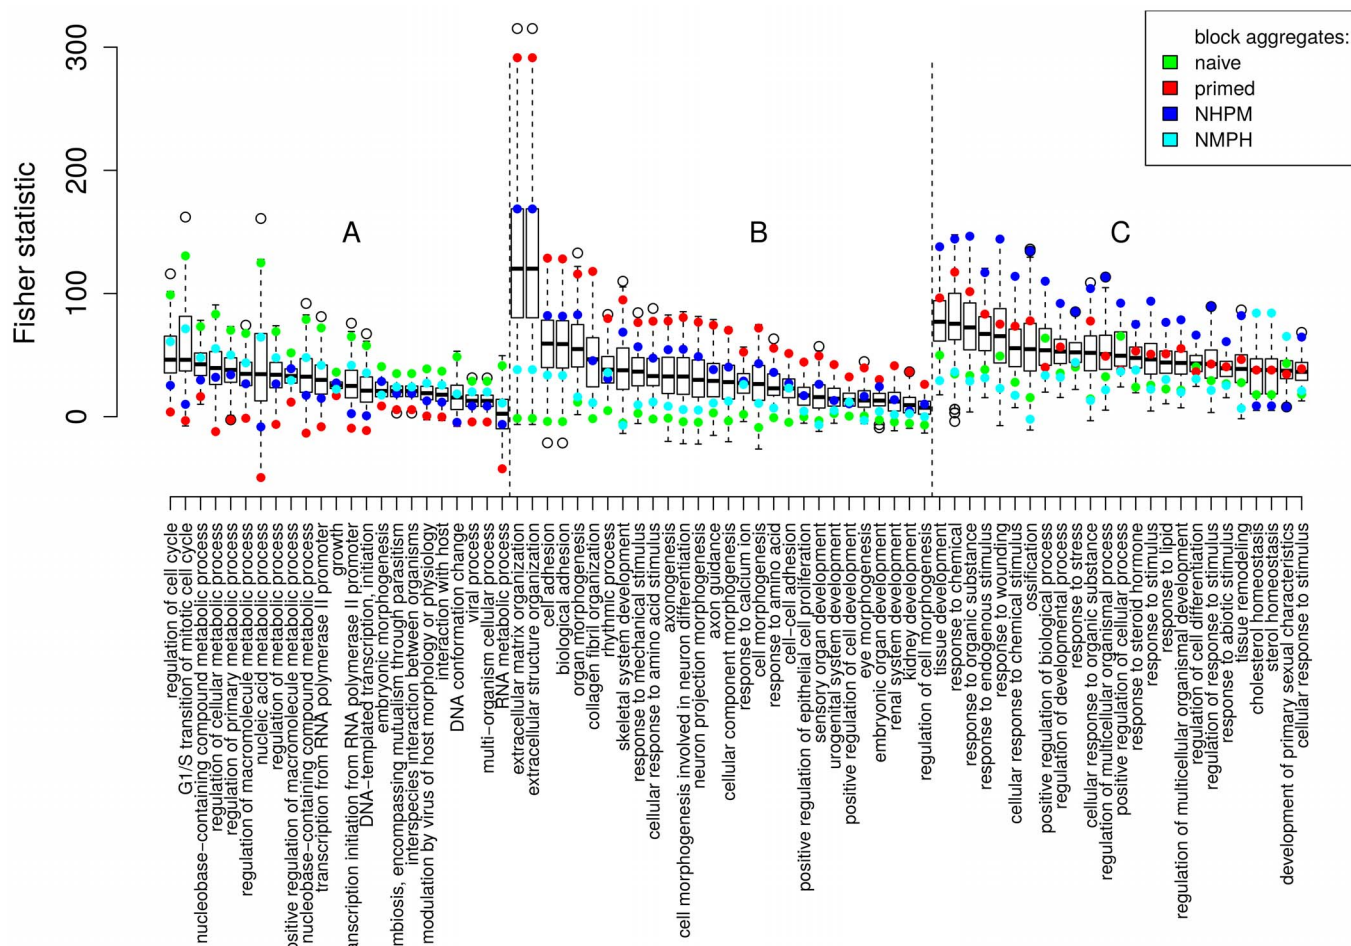 block aggregates:
naive
primed
NHPM
NMPH
Fisher statistic
300
200
100
0
A
B
C
regulation of cell cycle
G1/S transition of mitotic cell cycle
nucleobase−containing compound metabolic process
regulation of cellular metabolic process
regulation of primary metabolic process
regulation of macromolecule metabolic process
nucleic acid metabolic process
regulation of metabolic process
ositive regulation of macromolecule metabolic process
nucleobase−containing compound metabolic process
transcription from RNA polymerase II promoter
growth
anscription initiation from RNA polymerase II promoter
DNA−templated transcription, initiation
embryonic morphogenesis
mbiosis, encompassing mutualism through parasitism
interspecies interaction between organisms
modulation by virus of host morphology or physiology
interaction with host
DNA conformation change
viral process
multi−organism cellular process
RNA metabolic process
extracellular matrix organization
extracellular structure organization
cell adhesion
biological adhesion
organ morphogenesis
collagen fibril organization
rhythmic process
skeletal system development
response to mechanical stimulus
cellular response to amino acid stimulus
axonogenesis
cell morphogenesis involved in neuron differentiation
neuron projection morphogenesis
axon guidance
cellular component morphogenesis
response to calcium ion
cell morphogenesis
response to amino acid
cell−cell adhesion
positive regulation of epithelial cell proliferation
sensory organ development
urogenital system development
positive regulation of cell development
eye morphogenesis
embryonic organ development
renal system development
kidney development
regulation of cell morphogenesis
tissue development
response to chemical
response to organic substance
response to endogenous stimulus
response to wounding
cellular response to chemical stimulus
ossification
positive regulation of biological process
regulation of developmental process
response to stress
cellular response to organic substance
regulation of multicellular organismal process
positive regulation of cellular process
response to steroid hormone
response to stimulus
response to lipid
regulation of multicellular organismal development
regulation of cell differentiation
regulation of response to stimulus
response to abiotic stimulus
tissue remodeling
cholesterol homeostasis
sterol homeostasis
development of primary sexual characteristics
cellular response to stimulus